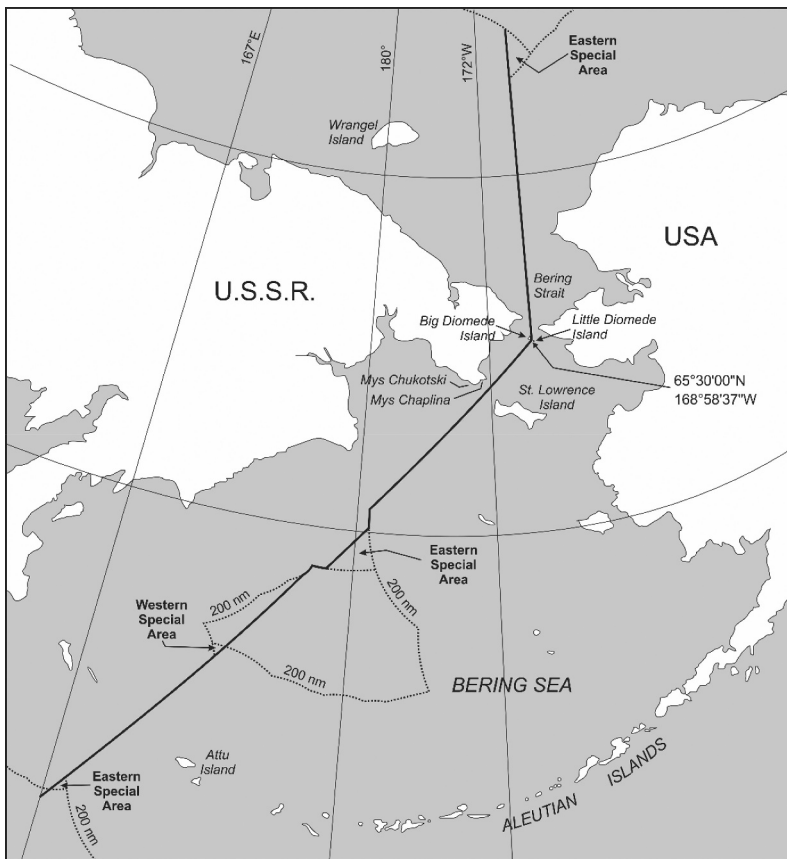 167°E
180°
172°W
Eastern
Special
Area
Wrangel
Island
USA
U.S.S.R.
Bering
Strait
Big Diomede
Island
Little Diomede
Island
65°30'00"N
168°58'37"W
Mys Chukotski
Mys Chaplina
St. Lowrence
Island
Eastern
Special
Area
200 nm
Western
Special
Area
200 nm
200 nm
BERING SEA
Attu
Island
Eastern
Special
Area
200 nm
ALEUTIAN
ISLANDS